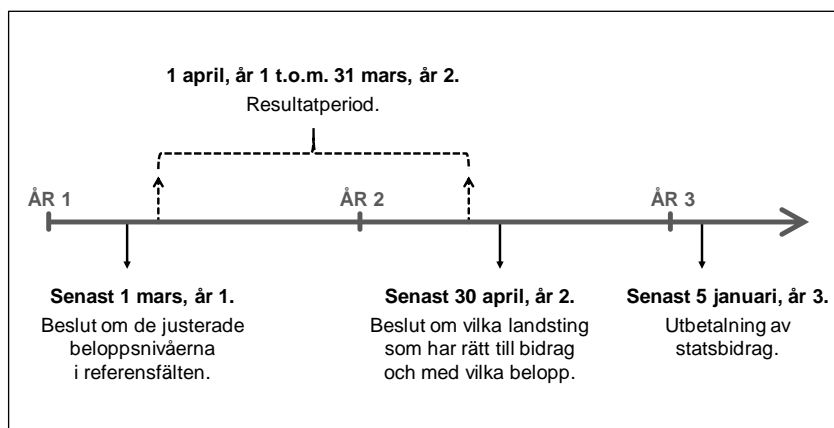 1 april, år 1 t.o.m. 31 mars, år 2.
Resultatperiod.
ÅR 1
ÅR 2
ÅR 3
Senast 1 mars, år 1.
Beslut om de justerade
beloppsnivåerna
i referensfälten.
Senast 30 april, år 2.
Beslut om vilka landsting
som har rätt till bidrag
och med vilka belopp.
Senast 5 januari, år 3.
Utbetalning av
statsbidrag.